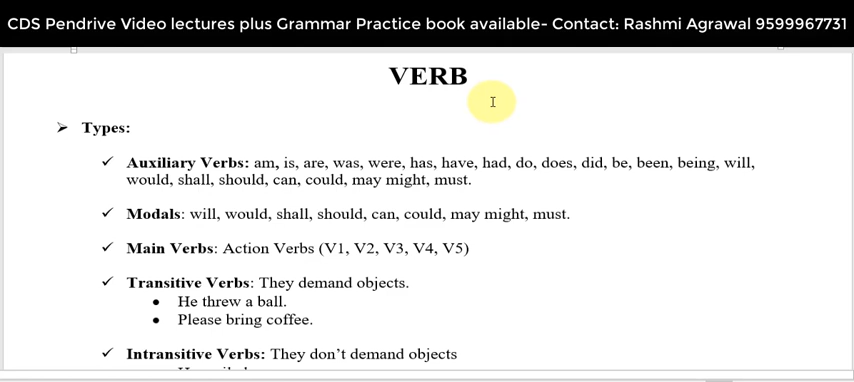 CDS Pendrive Video lectures plus Grammar Practice book available- Contact: Rashmi Agrawal 9599967731
VERB
➢ Types:
✓ Auxiliary Verbs: am, is, are, was, were, has, have, had, do, does, did, be, been, being, will,
would, shall, should, can, could, may might, must.
✓ Modals: will, would, shall, should, can, could, may might, must.
✓ Main Verbs: Action Verbs (V1, V2, V3, V4, V5)
✓ Transitive Verbs: They demand objects.
• He threw a ball.
• Please bring coffee.
✓ Intransitive Verbs: They don’t demand objects